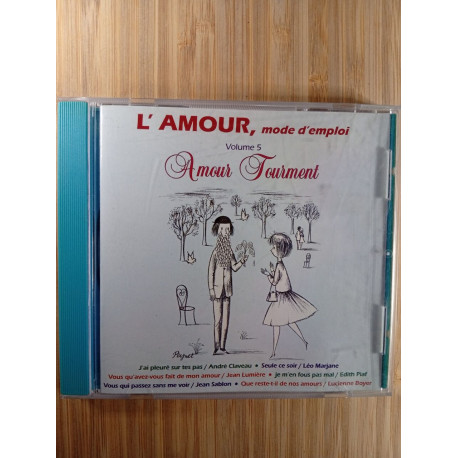 L' AMOUR, mode d'emploi
Volume 5
Amour Tourment
Peynet
J'ai pleuré sur tes pas / André Claveau • Seule ce soir / Léo Marjane
Vous qu'avez-vous fait de mon amour / Jean Lumière • je m'en fous pas mal / Edith Piaf
Vous qui passez sans me voir / Jean Sablon • Que reste-t-il de nos amours / Lucienne Boyer